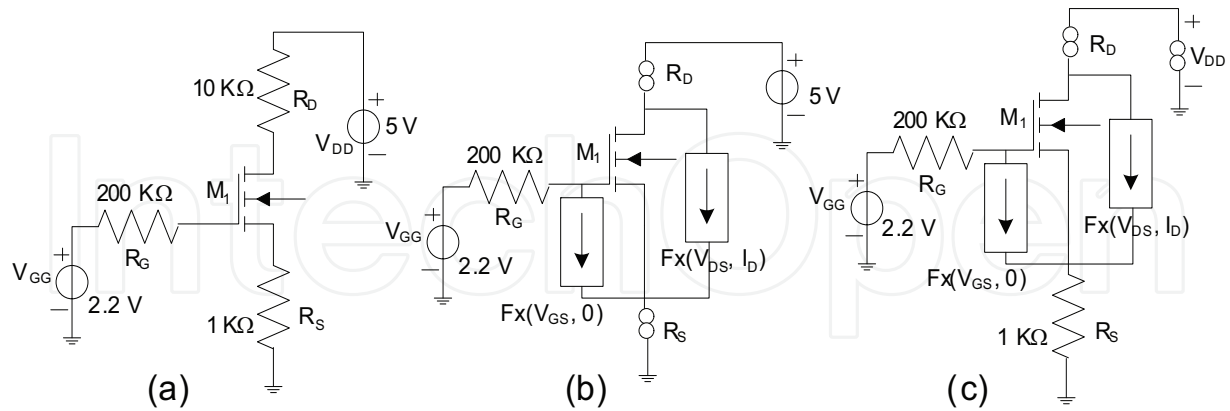 10 KΩ
R_D
V_DD
5 V
+
−
M_1
200 KΩ
R_G
V_GG
+
−
2.2 V
1 KΩ
R_S
(a)
R_D
+
−
5 V
M_1
200 KΩ
R_G
V_GG
+
−
2.2 V
Fx(V_DS, I_D)
Fx(V_GS, 0)
R_S
(b)
R_D
+
−
V_DD
M_1
200 KΩ
R_G
V_GG
+
−
2.2 V
Fx(V_DS, I_D)
Fx(V_GS, 0)
1 KΩ
R_S
(c)
IntechOpen